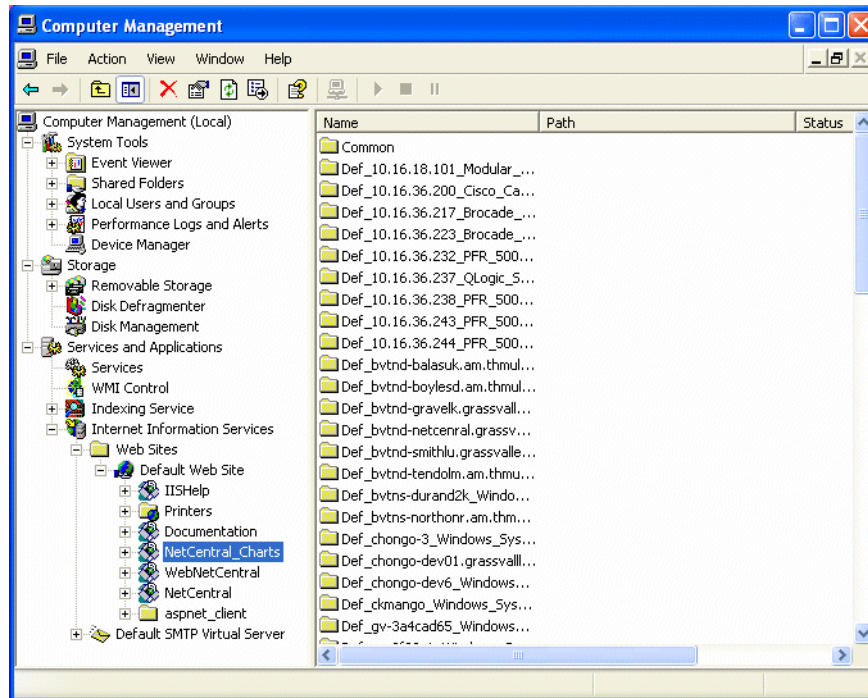 Computer Management
File Action View Window Help
Computer Management (Local)
System Tools
Event Viewer
Shared Folders
Local Users and Groups
Performance Logs and Alerts
Device Manager
Storage
Removable Storage
Disk Defragmenter
Disk Management
Services and Applications
Services
WMI Control
Indexing Service
Internet Information Services
Web Sites
Default Web Site
IISHelp
Printers
Documentation
NetCentral_Charts
WebNetCentral
NetCentral
aspnet_client
Default SMTP Virtual Server
Name Path Status
Common
Def_10.16.18.101_Modular_...
Def_10.16.36.200_Cisco_Ca...
Def_10.16.36.217_Brocade_...
Def_10.16.36.223_Brocade_...
Def_10.16.36.232_PFR_500...
Def_10.16.36.237_QLogic_S...
Def_10.16.36.238_PFR_500...
Def_10.16.36.243_PFR_500...
Def_10.16.36.244_PFR_500...
Def_bvtnd-balasuk.am.thmul...
Def_bvtnd-boylesd.am.thmul...
Def_bvtnd-gravelk.grassvall...
Def_bvtnd-netcenral.grassv...
Def_bvtnd-smithlu.grassvalle...
Def_bvtnd-tendolm.am.thmu...
Def_bvtns-durand2k_Windo...
Def_bvtns-northonr.am.thm...
Def_chongo-3_Windows_Sys...
Def_chongo-dev01.grassvalll...
Def_chongo-dev6_Windows...
Def_ckmango_Windows_Sys...
Def_gv-3a4cad65_Windows...